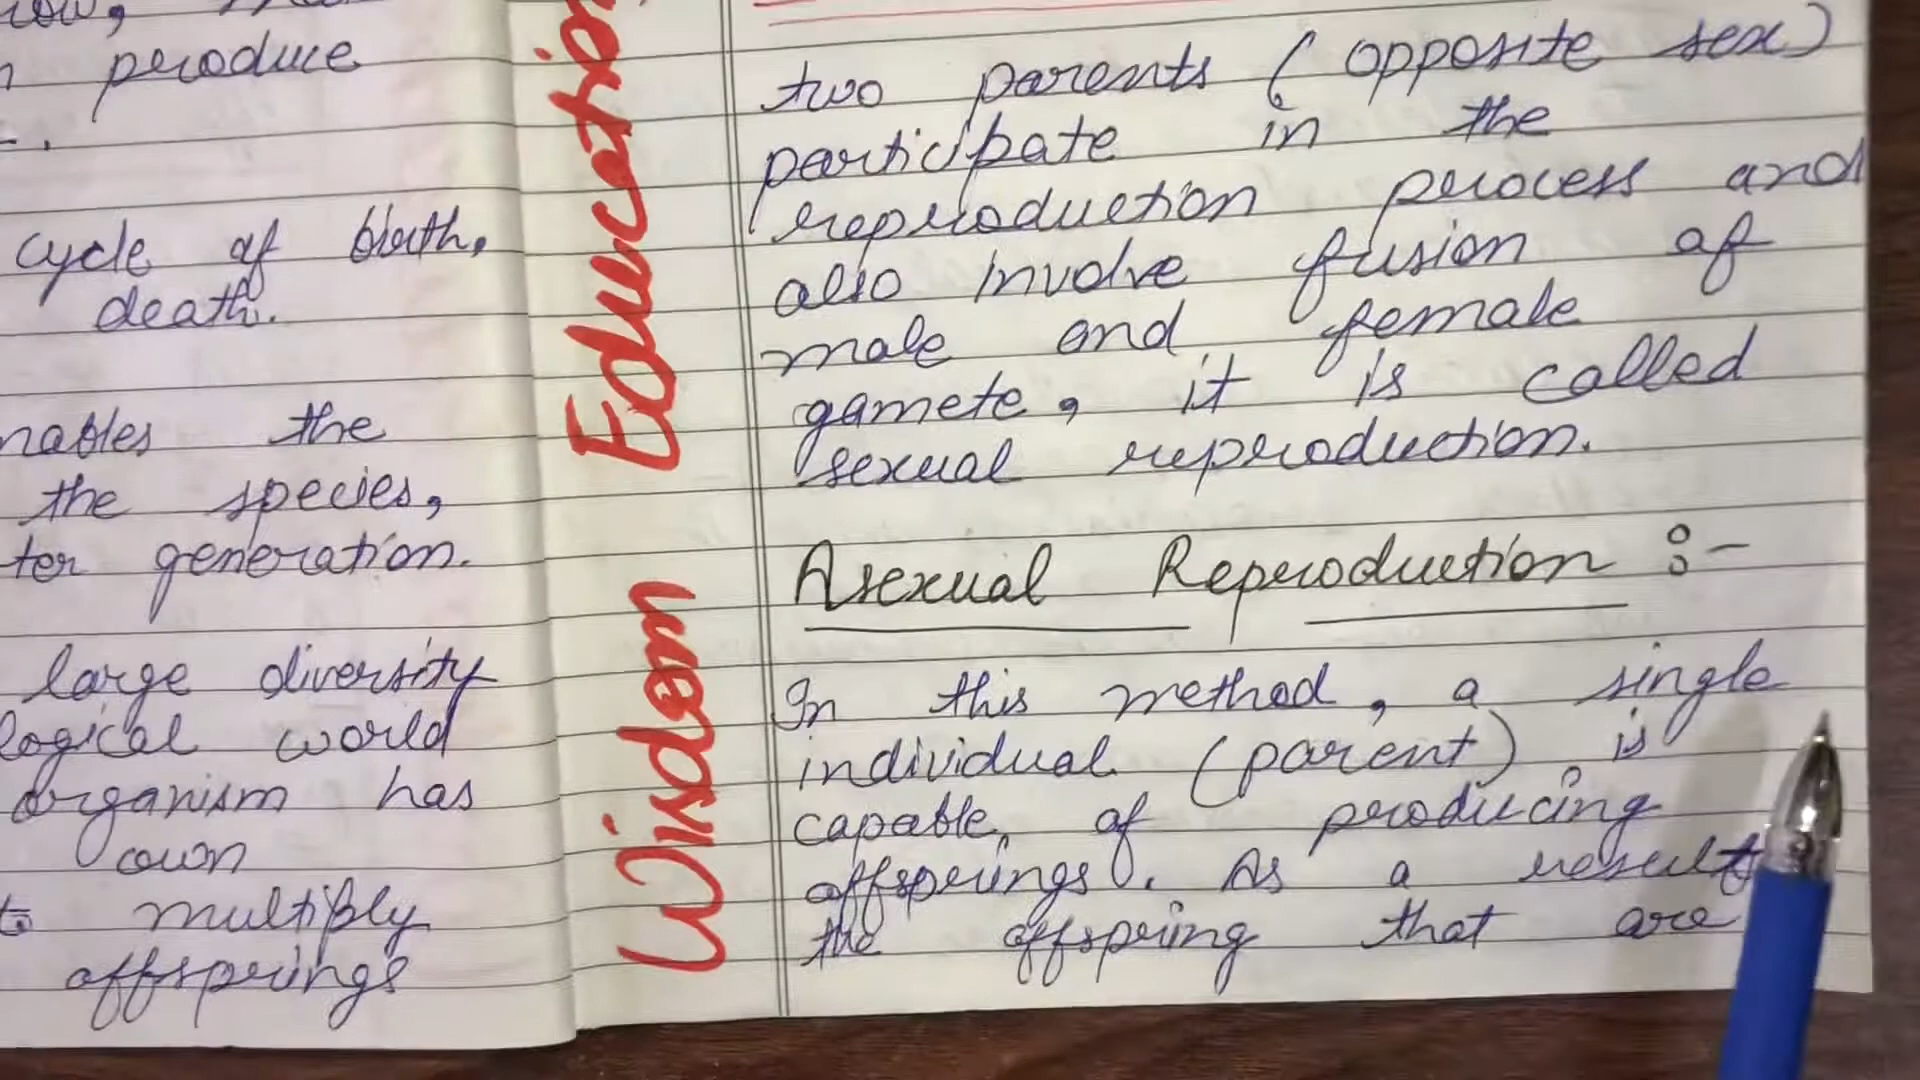 produce
cycle of birth,
death.
the
the species,
generation.
large diversity
world
organism has
own
multiply
offsprings
Wisdom Education
two parents (opposite sex)
participate in the
reproduction process and
also involve fusion of
male and female
gamete, it is called
sexual reproduction.
Asexual Reproduction :-
In this method, a single
individual (parent) is
capable of producing
offsprings. As a result
the offspring that are